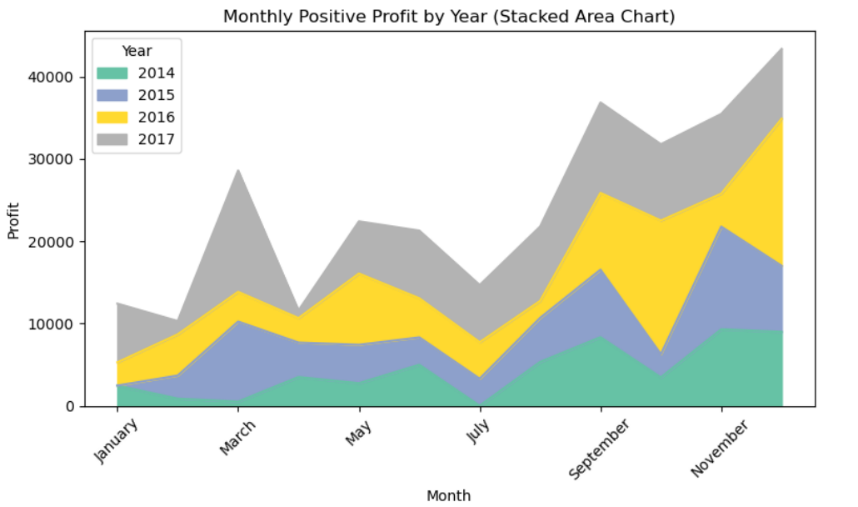 Monthly Positive Profit by Year (Stacked Area Chart)
Year
2014
2015
2016
2017
40000
30000
20000
10000
0
Profit
January
March
May
July
September
November
Month